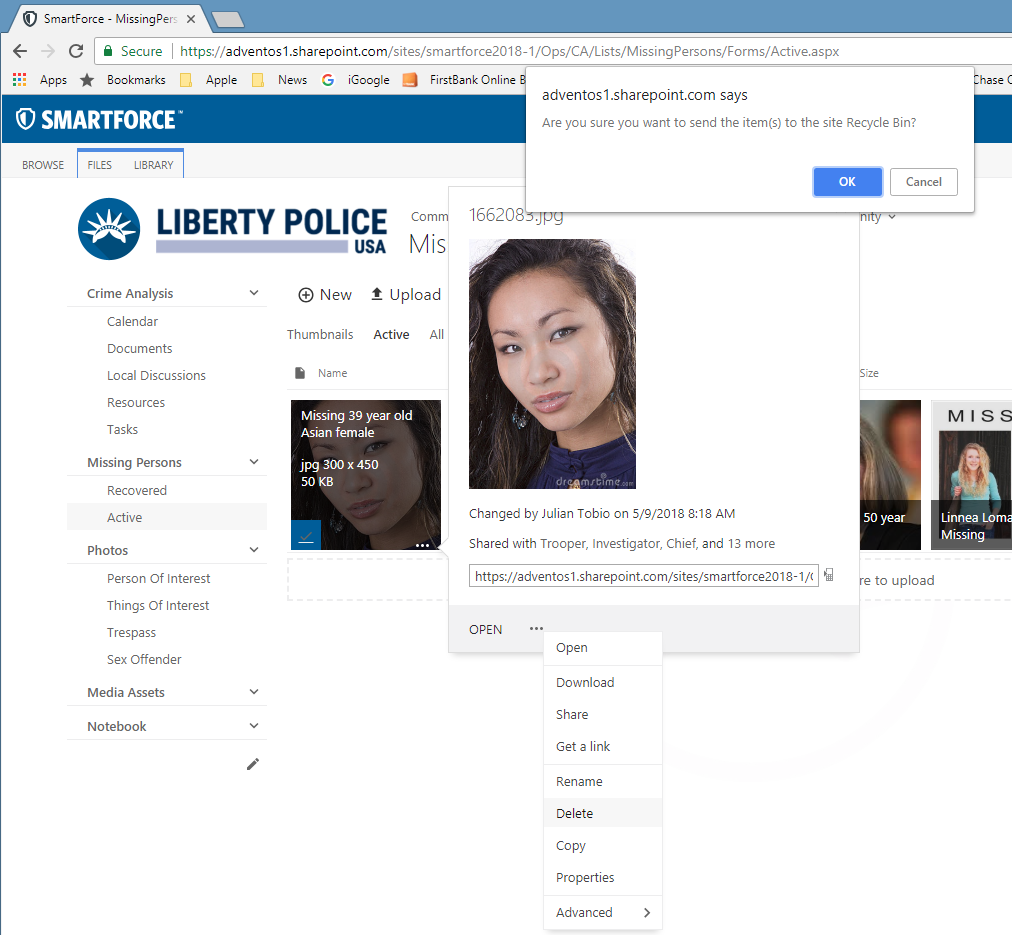 SmartForce - MissingPers
Secure
https://adventos1.sharepoint.com/sites/smartforce2018-1/Ops/CA/Lists/MissingPersons/Forms/Active.aspx
Apps
Bookmarks
Apple
News
iGoogle
FirstBank Online B
Chase C
adventos1.sharepoint.com says
Are you sure you want to send the item(s) to the site Recycle Bin?
OK
Cancel
SMARTFORCE™
BROWSE
FILES
LIBRARY
LIBERTY POLICE
USA
Comm
nity
Mis
1662083.jpg
Crime Analysis
Calendar
Documents
Local Discussions
Resources
Tasks
Missing Persons
Recovered
Active
Photos
Person Of Interest
Things Of Interest
Trespass
Sex Offender
Media Assets
Notebook
New
Upload
Thumbnails
Active
All
Name
Size
Missing 39 year old
Asian female
jpg 300 x 450
50 KB
dreamstime.com
Changed by Julian Tobio on 5/9/2018 8:18 AM
Shared with Trooper, Investigator, Chief, and 13 more
https://adventos1.sharepoint.com/sites/smartforce2018-1/
OPEN
...
50 year
MISS
Linnea Loma
Missing
re to upload
Open
Download
Share
Get a link
Rename
Delete
Copy
Properties
Advanced